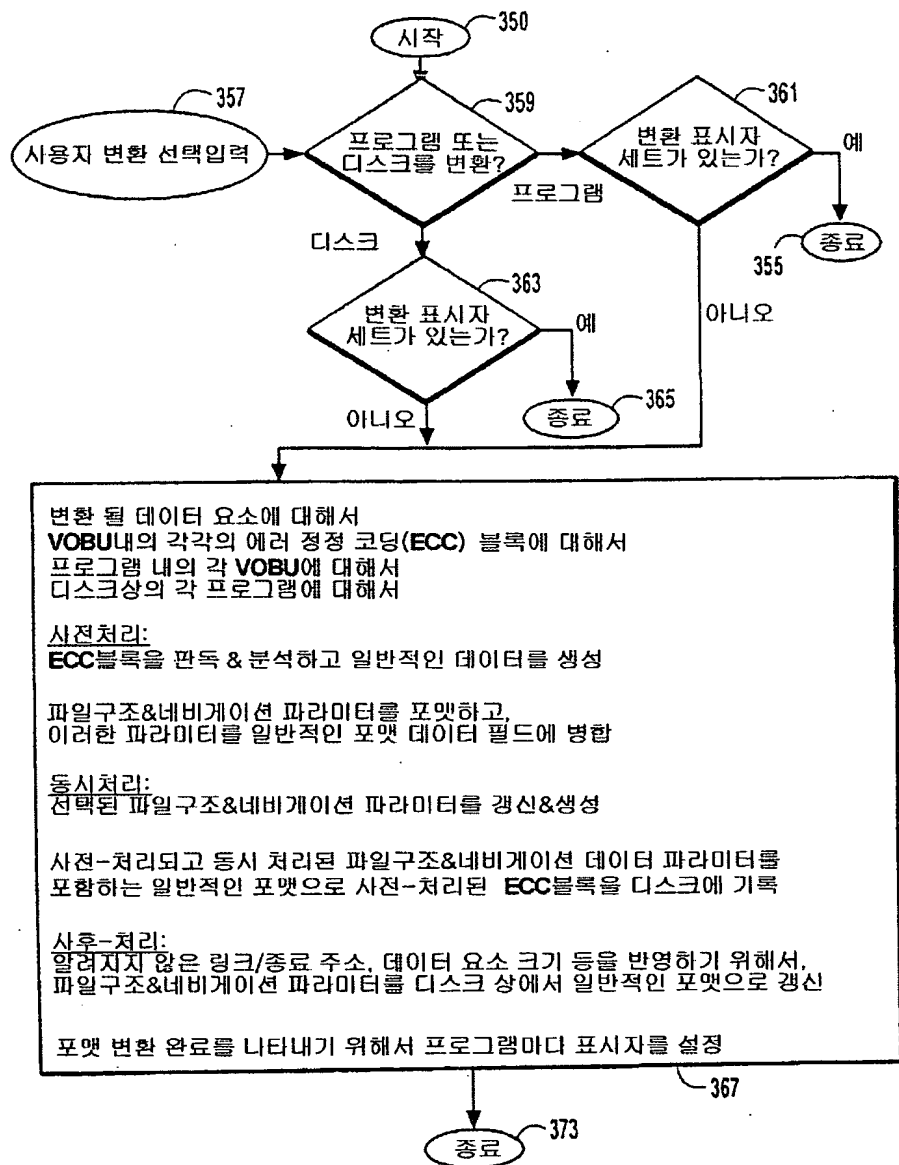 350
시작
357
359
361
사용자 변환 선택입력
프로그램 또는
디스크를 변환?
변환 표시자
세트가 있는가?
예
프로그램
디스크
종료
355
363
변환 표시자
세트가 있는가?
예
아니오
종료
365
아니오
변환 될 데이터 요소에 대해서
VOBU내의 각각의 에러 정정 코딩(ECC) 블록에 대해서
프로그램 내의 각 VOBU에 대해서
디스크상의 각 프로그램에 대해서
사전처리:
ECC블록을 판독 & 분석하고 일반적인 데이터를 생성
파일구조&네비게이션 파라미터를 포맷하고,
이러한 파라미터를 일반적인 포맷 데이터 필드에 병합
동시처리:
선택된 파일구조&네비게이션 파라미터를 갱신&생성
사전-처리되고 동시 처리된 파일구조&네비게이션 데이터 파라미터를
포함하는 일반적인 포맷으로 사전-처리된 ECC블록을 디스크에 기록
사후-처리:
알려지지 않은 링크/종료 주소, 데이터 요소 크기 등을 반영하기 위해서,
파일구조&네비게이션 파라미터를 디스크 상에서 일반적인 포맷으로 갱신
포맷 변환 완료를 나타내기 위해서 프로그램마다 표시자를 설정
367
종료
373